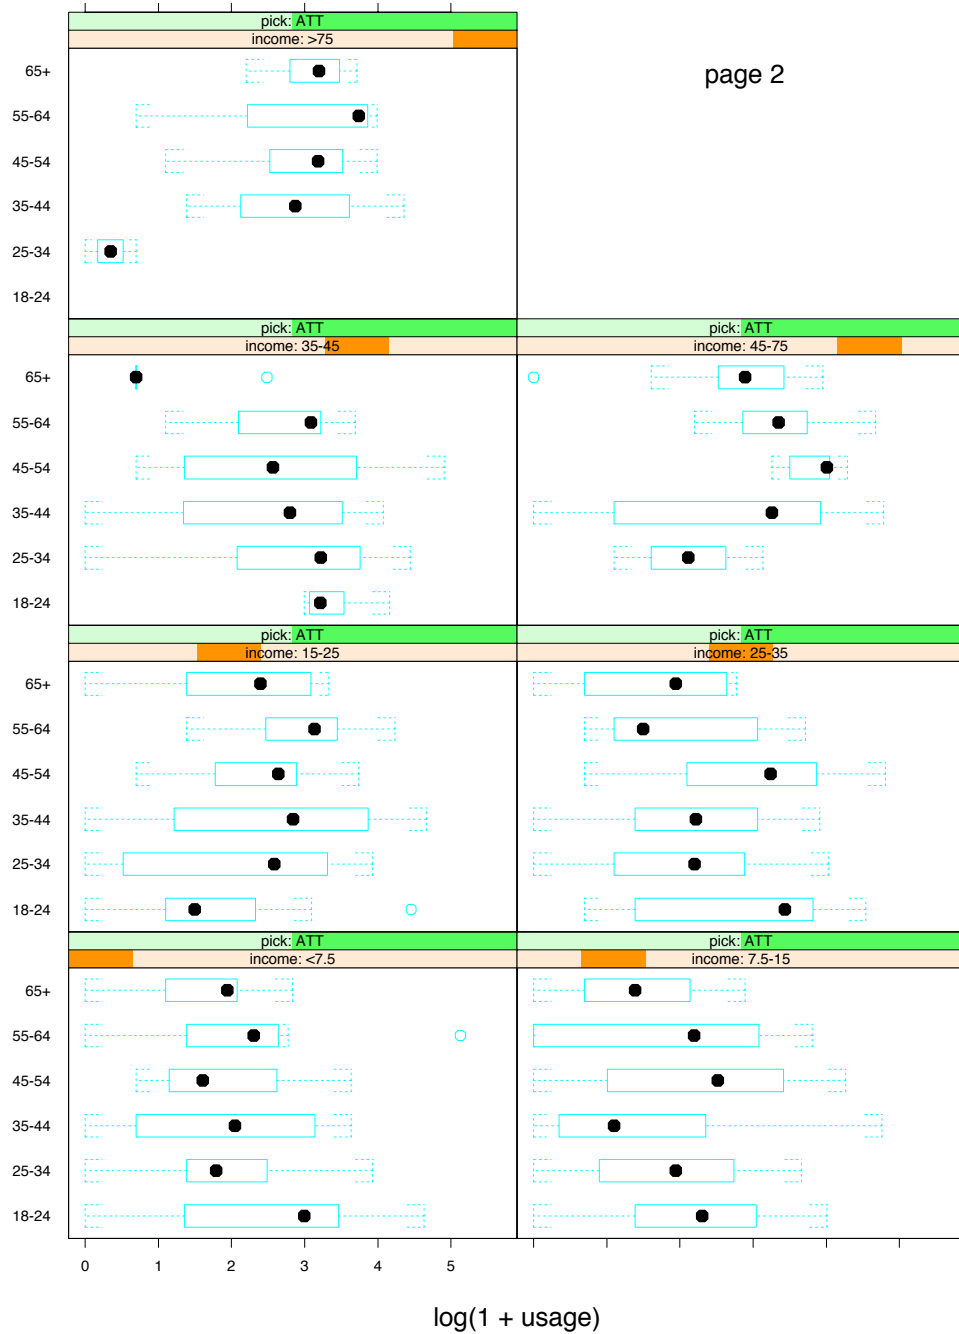 pick: ATT
income: >75
page 2
65+
55-64
45-54
35-44
25-34
18-24
pick: ATT
pick: ATT
income: 35-45
income: 45-75
65+
55-64
45-54
35-44
25-34
18-24
pick: ATT
pick: ATT
income: 15-25
income: 25-35
65+
55-64
45-54
35-44
25-34
18-24
pick: ATT
pick: ATT
income: <7.5
income: 7.5-15
65+
55-64
45-54
35-44
25-34
18-24
0 1 2 3 4 5
log(1 + usage)